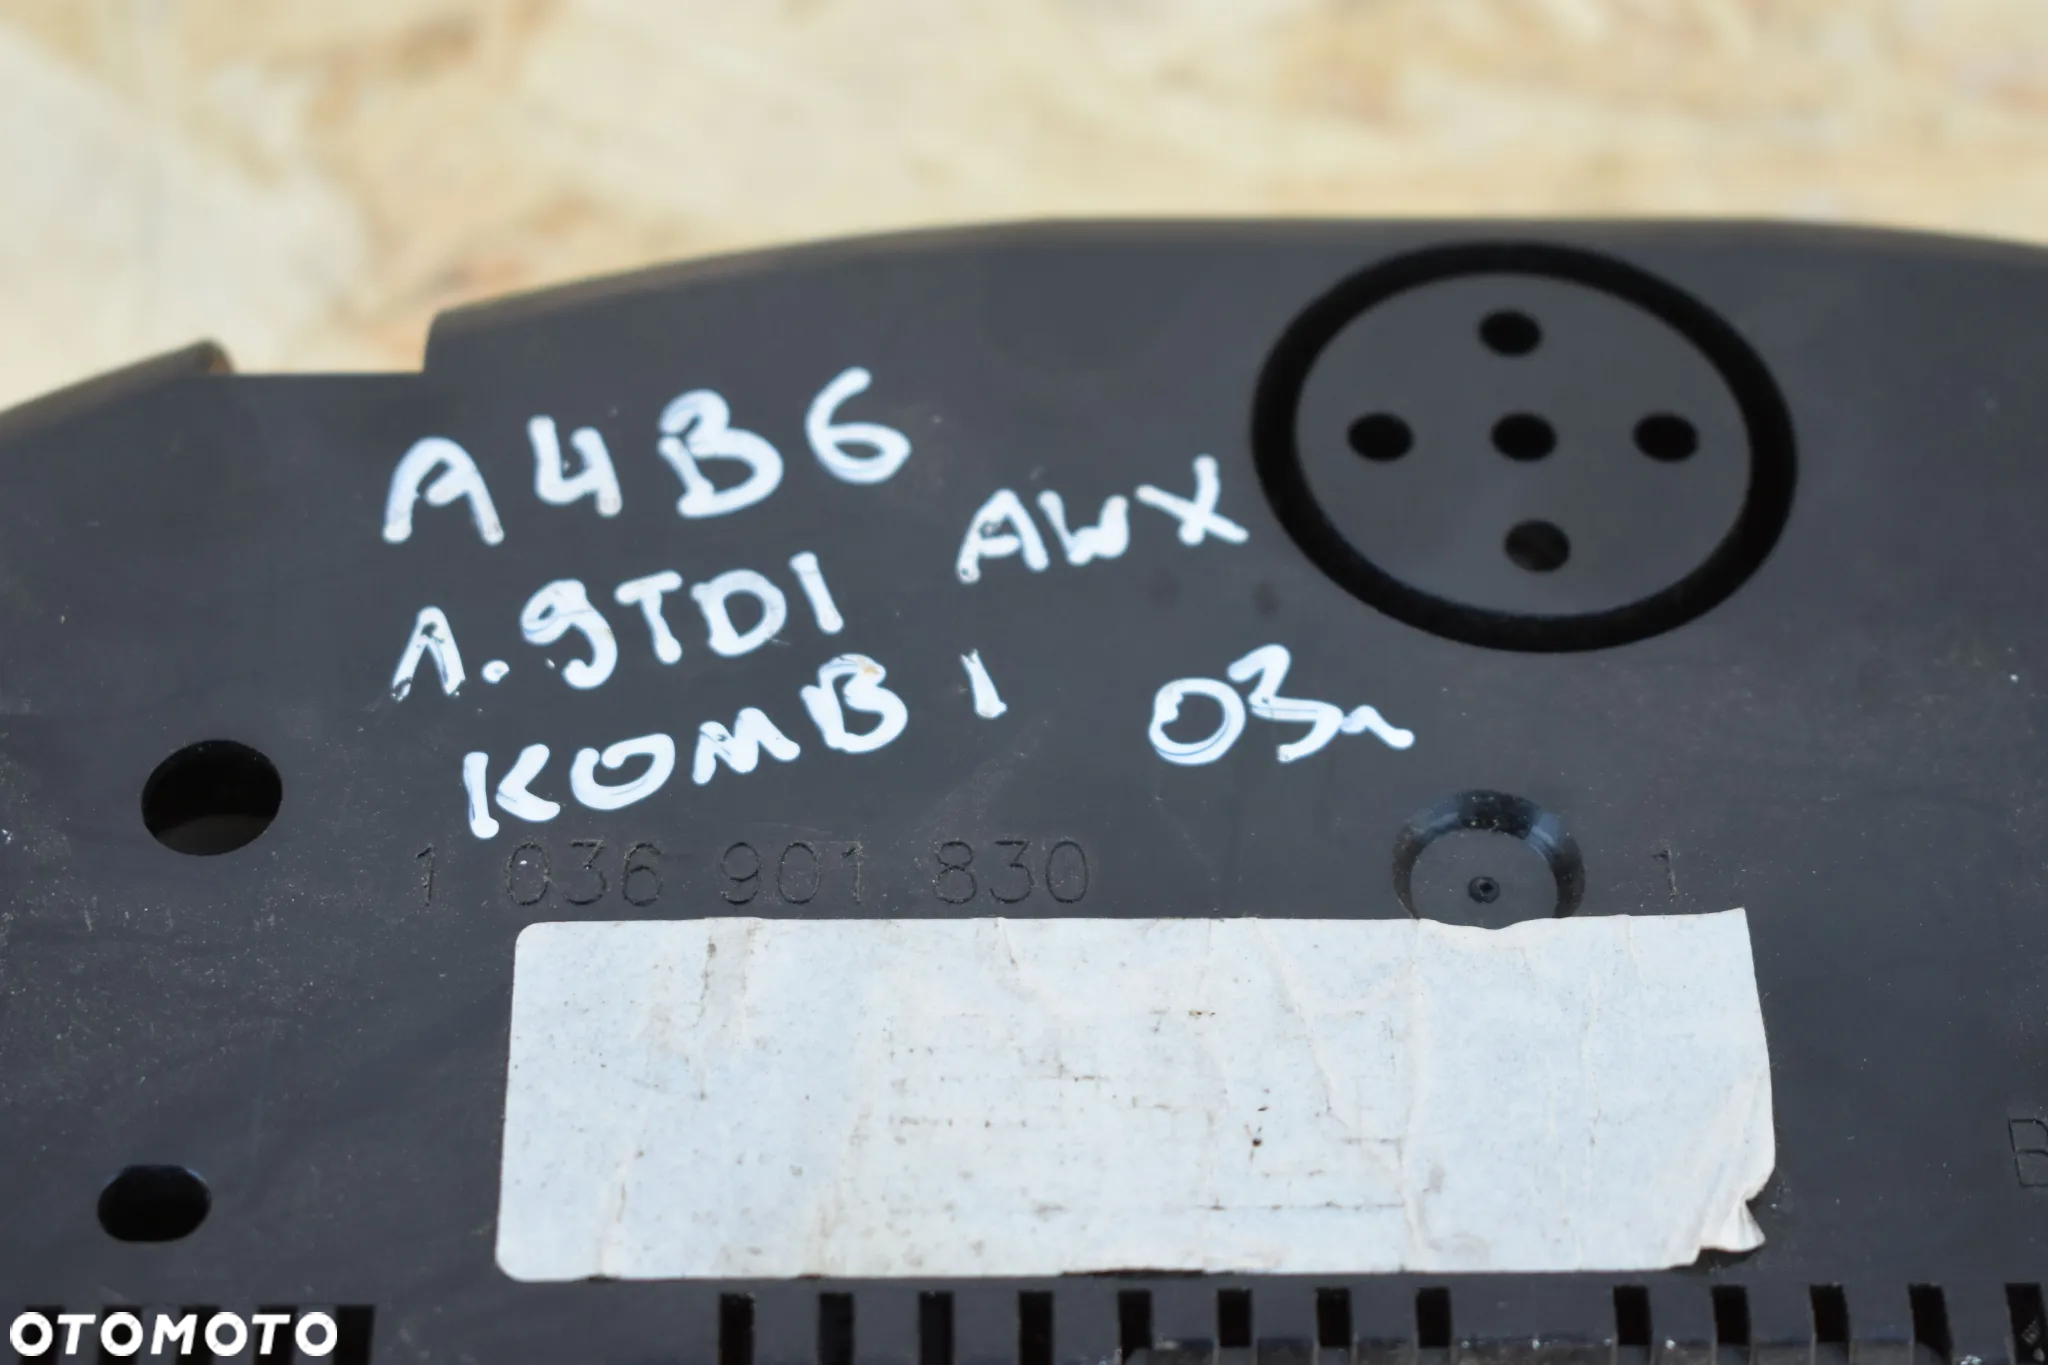 A4B6
1.9TDI AWX
KOMBI 03r
1 036 901 830 1
B
OTOMOTO